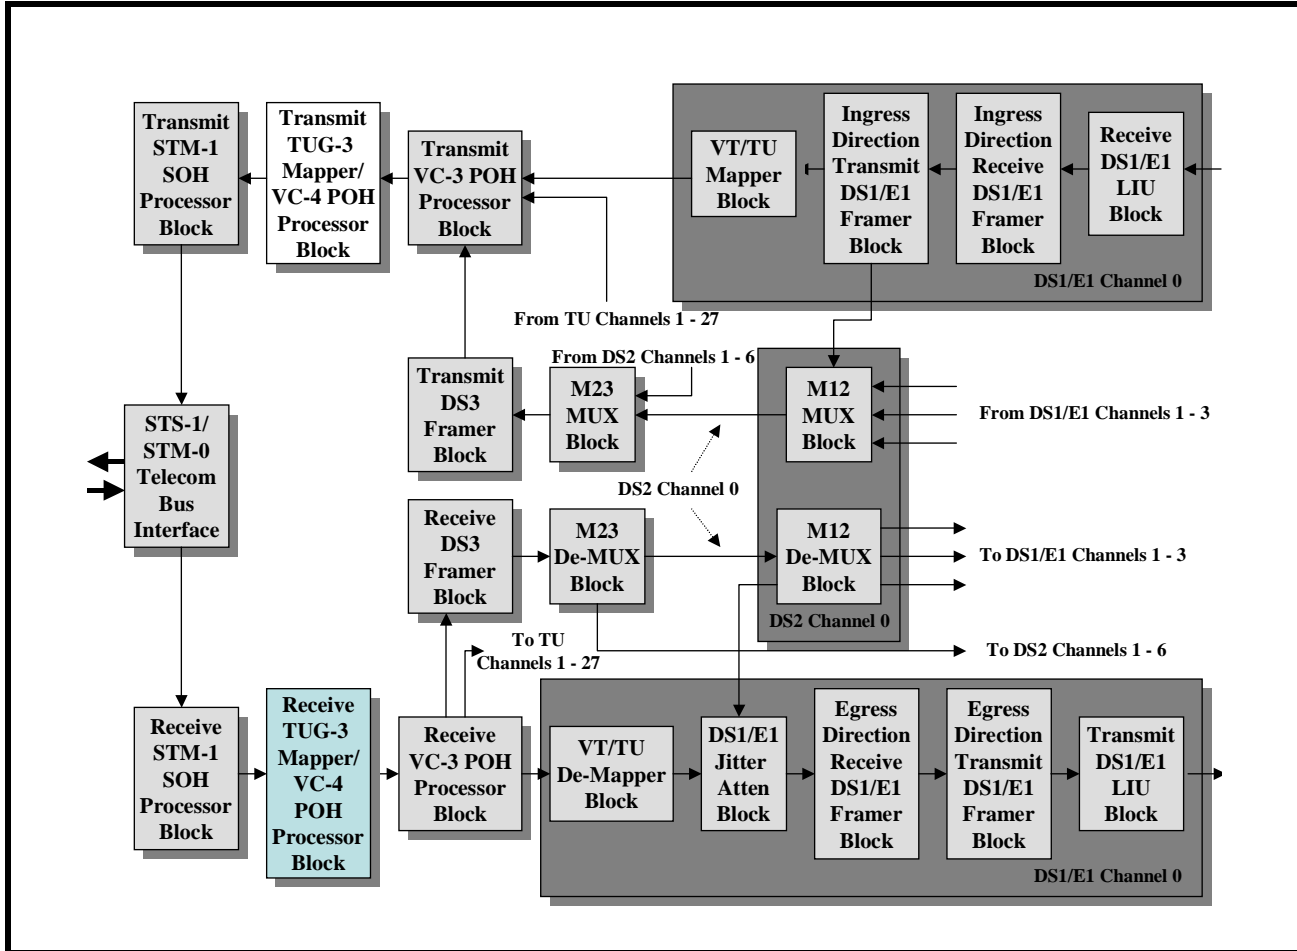 Transmit
STM-1
SOH
Processor
Block
Transmit
TUG-3
Mapper/
VC-4 POH
Processor
Block
Transmit
VC-3 POH
Processor
Block
VT/TU
Mapper
Block
Ingress
Direction
Transmit
DS1/E1
Framer
Block
Ingress
Direction
Receive
DS1/E1
Framer
Block
Receive
DS1/E1
LIU
Block
DS1/E1 Channel 0
From TU Channels 1 - 27
From DS2 Channels 1 - 6
Transmit
DS3
Framer
Block
M23
MUX
Block
M12
MUX
Block
From DS1/E1 Channels 1 - 3
STS-1/
STM-0
Telecom
Bus
Interface
DS2 Channel 0
Receive
DS3
Framer
Block
M23
De-MUX
Block
M12
De-MUX
Block
To DS1/E1 Channels 1 - 3
DS2 Channel 0
To TU
Channels 1 - 27
To DS2 Channels 1 - 6
Receive
STM-1
SOH
Processor
Block
Receive
TUG-3
Mapper/
VC-4
POH
Processor
Block
Receive
VC-3 POH
Processor
Block
VT/TU
De-Mapper
Block
DS1/E1
Jitter
Atten
Block
Egress
Direction
Receive
DS1/E1
Framer
Block
Egress
Direction
Transmit
DS1/E1
Framer
Block
Transmit
DS1/E1
LIU
Block
DS1/E1 Channel 0